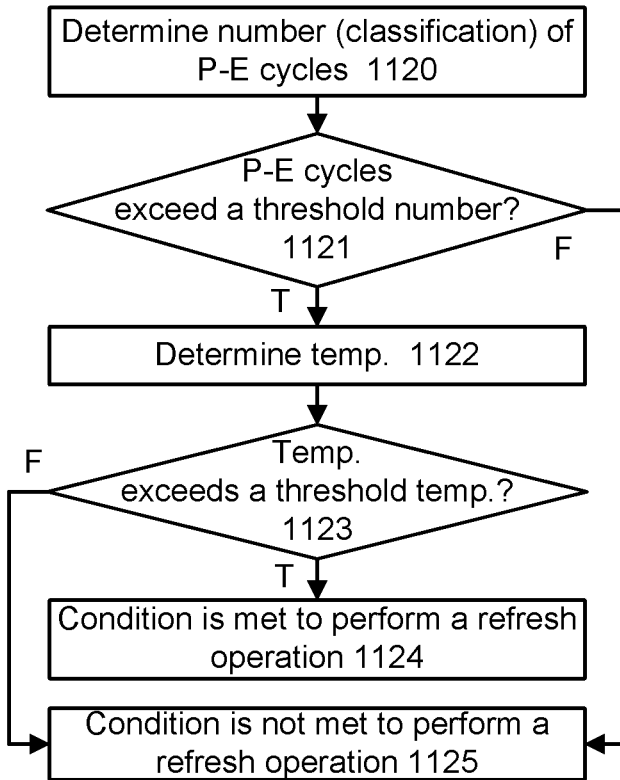 Determine number (classification) of
P-E cycles 1120
P-E cycles
exceed a threshold number?
1121
F
T
Determine temp. 1122
F
Temp.
exceeds a threshold temp.?
1123
T
Condition is met to perform a refresh
operation 1124
Condition is not met to perform a
refresh operation 1125